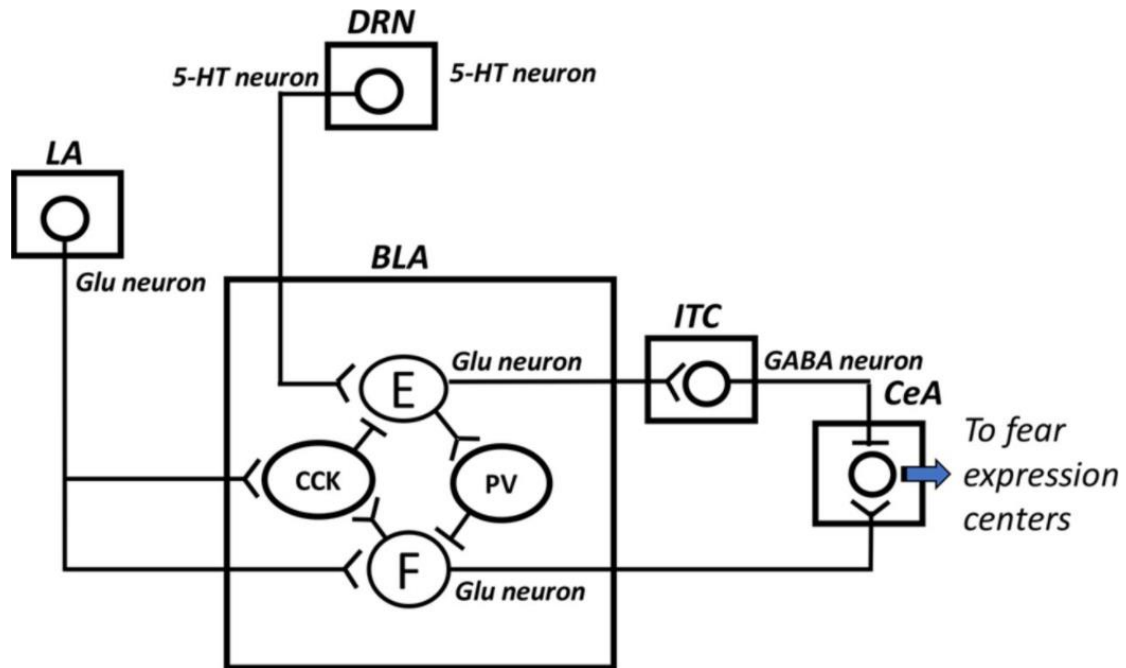 DRN
5-HT neuron
5-HT neuron
LA
Glu neuron
BLA
ITC
Glu neuron
GABA neuron
E
CeA
To fear
expression
centers
CCK
PV
F
Glu neuron